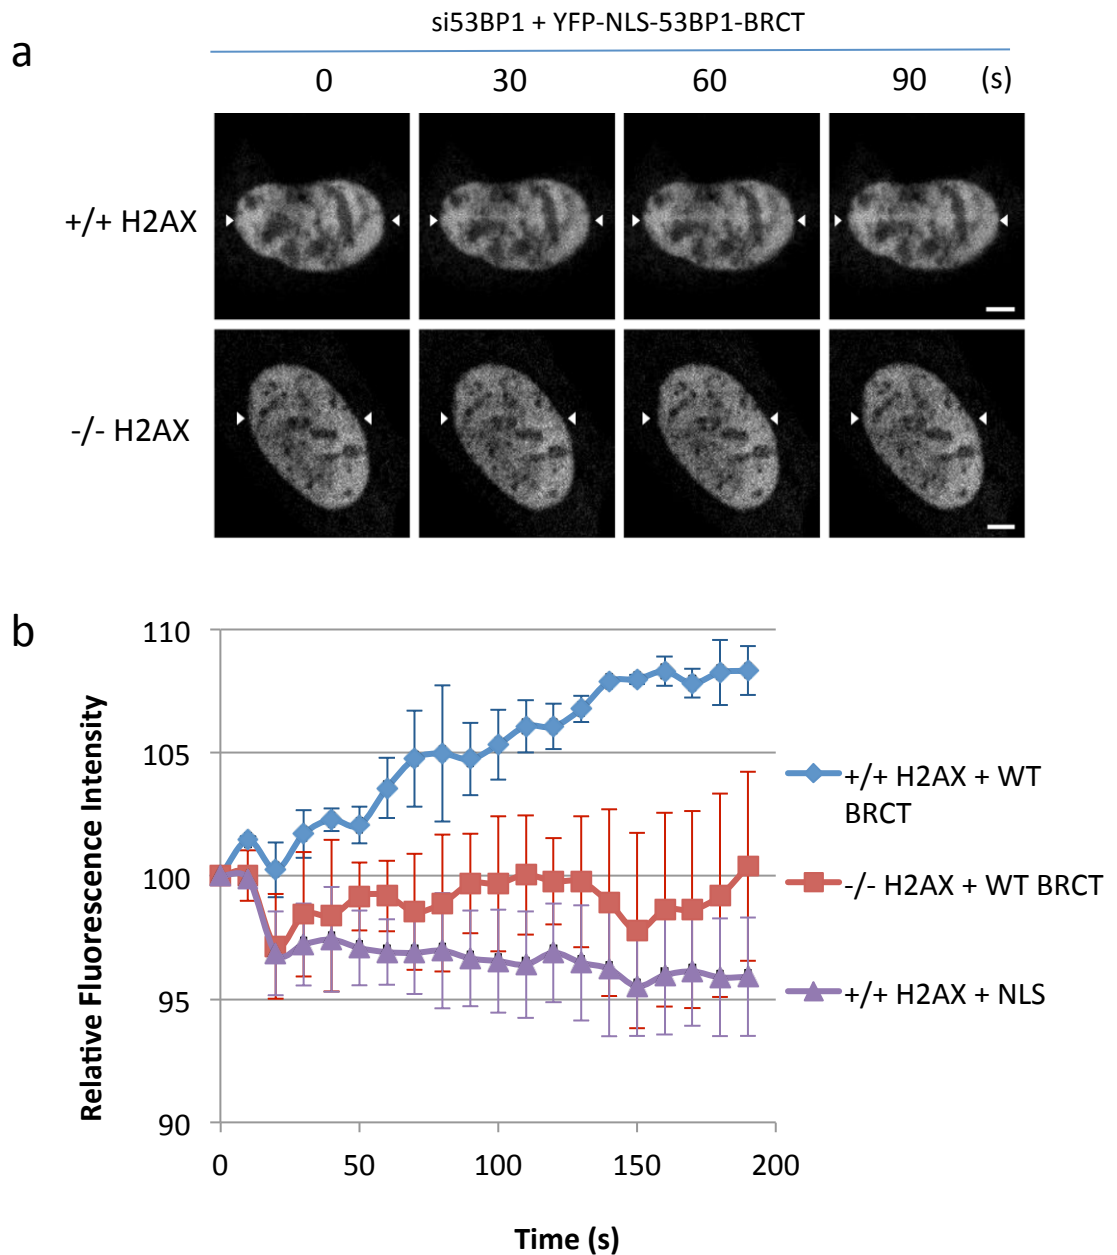 si53BP1 + YFP-NLS-53BP1-BRCT
a
0 30 60 90 (s)
+/+ H2AX
-/- H2AX
b
110
105
100
95
90
Relative Fluorescence Intensity
0 50 100 150 200
Time (s)
+/+ H2AX + WT
BRCT
-/- H2AX + WT BRCT
+/+ H2AX + NLS